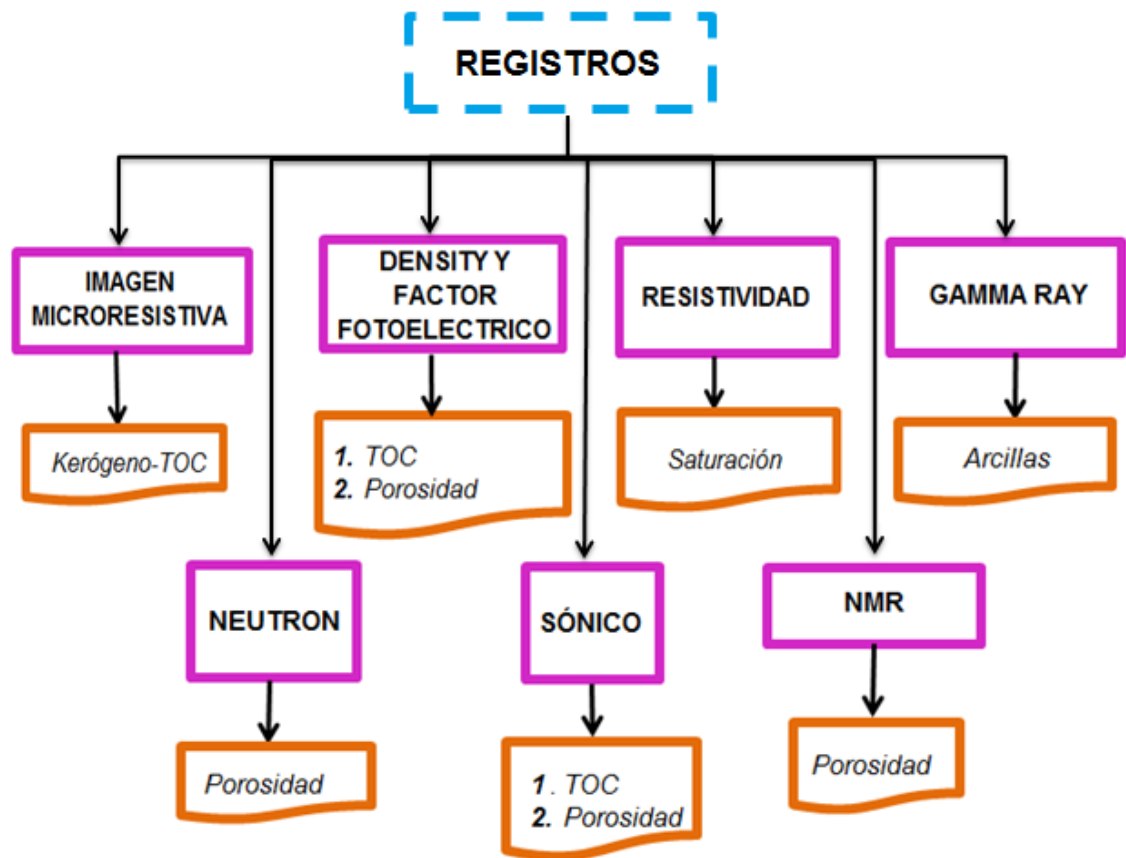 REGISTROS
IMAGEN
MICRORESISTIVA
DENSITY Y
FACTOR
FOTOELECTRICO
RESISTIVIDAD
GAMMA RAY
Kerógeno-TOC
1. TOC
2. Porosidad
Saturación
Arcillas
NEUTRON
SÓNICO
NMR
Porosidad
1. TOC
2. Porosidad
Porosidad